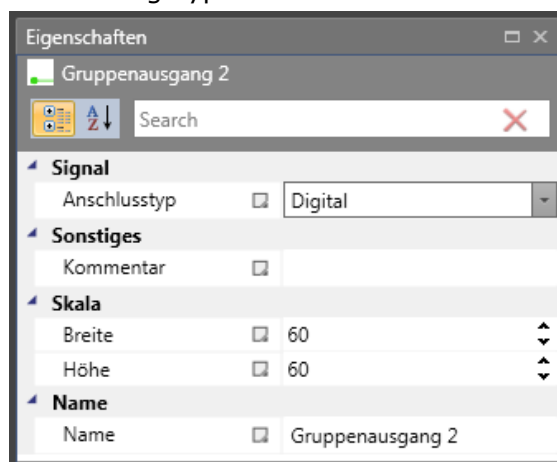 Eigenschaften
Gruppenausgang 2
A Z Search
Signal
Anschlusstyp Digital
Sonstiges
Kommentar
Skala
Breite 60
Höhe 60
Name
Name Gruppenausgang 2